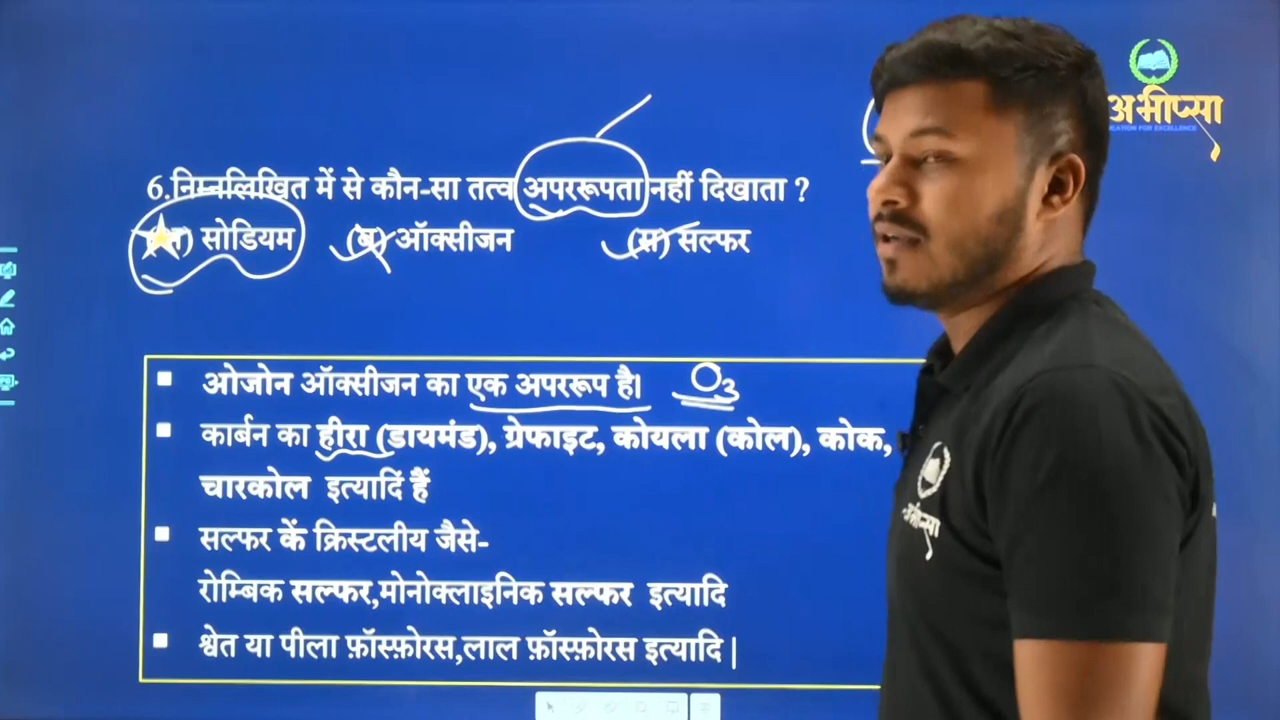 अभीप्सा
6.निम्नलिखित में से कौन-सा तत्व अपररूपता नहीं दिखाता ?
सोडियम (ब) ऑक्सीजन (स) सल्फर
▪ ओजोन ऑक्सीजन का एक अपररूप है। O3
▪ कार्बन का हीरा (डायमंड), ग्रेफाइट, कोयला (कोल), कोक,
चारकोल इत्यादिं हैं
▪ सल्फर कें क्रिस्टलीय जैसे-
रोम्बिक सल्फर,मोनोक्लाइनिक सल्फर इत्यादि
▪ श्वेत या पीला फ़ॉस्फ़ोरस,लाल फ़ॉस्फ़ोरस इत्यादि |
अभीप्सा